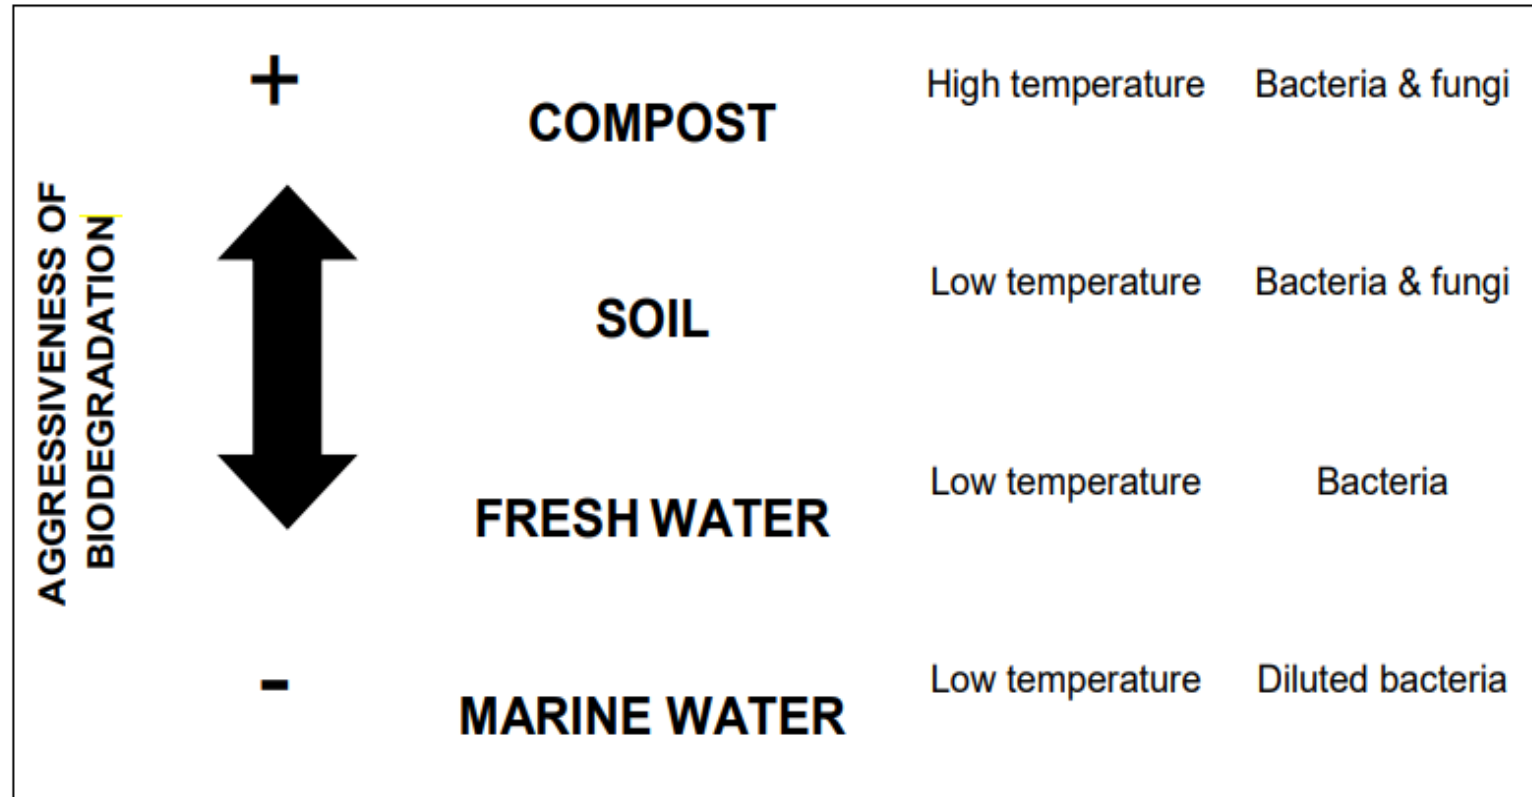 AGGRESSIVENESS OF
BIODEGRADATION
+
COMPOST
High temperature
Bacteria & fungi
SOIL
Low temperature
Bacteria & fungi
FRESH WATER
Low temperature
Bacteria
-
MARINE WATER
Low temperature
Diluted bacteria